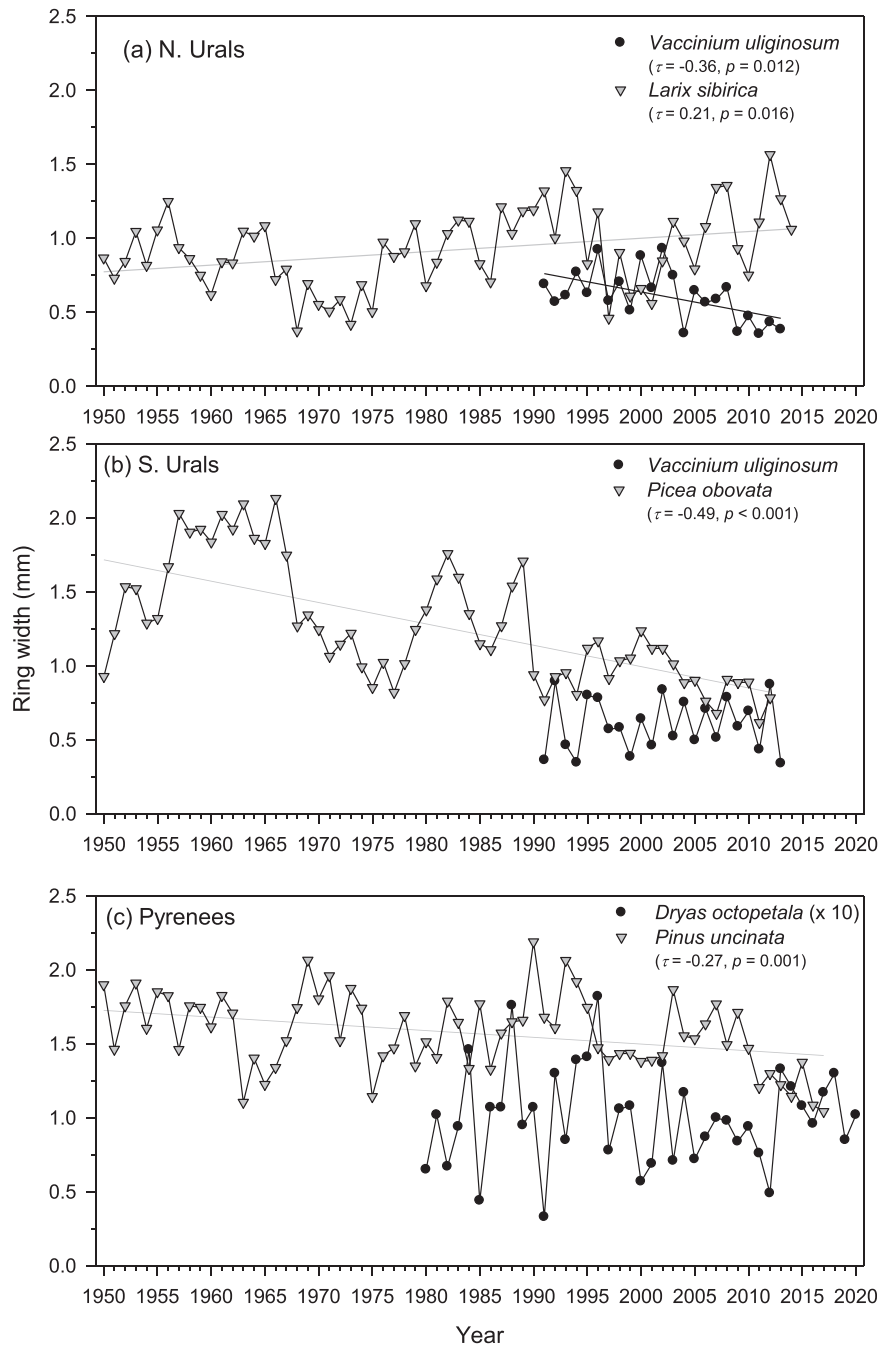 (a) N. Urals
Vaccinium uliginosum
(τ = -0.36, p = 0.012)
Larix sibirica
(τ = 0.21, p = 0.016)
2.5
2.0
1.5
1.0
0.5
0.0
1950 1955 1960 1965 1970 1975 1980 1985 1990 1995 2000 2005 2010 2015 2020
(b) S. Urals
Vaccinium uliginosum
Picea obovata
(τ = -0.49, p < 0.001)
2.5
2.0
1.5
1.0
0.5
0.0
Ring width (mm)
1950 1955 1960 1965 1970 1975 1980 1985 1990 1995 2000 2005 2010 2015 2020
(c) Pyrenees
Dryas octopetala (x 10)
Pinus uncinata
(τ = -0.27, p = 0.001)
2.5
2.0
1.5
1.0
0.5
0.0
1950 1955 1960 1965 1970 1975 1980 1985 1990 1995 2000 2005 2010 2015 2020
Year